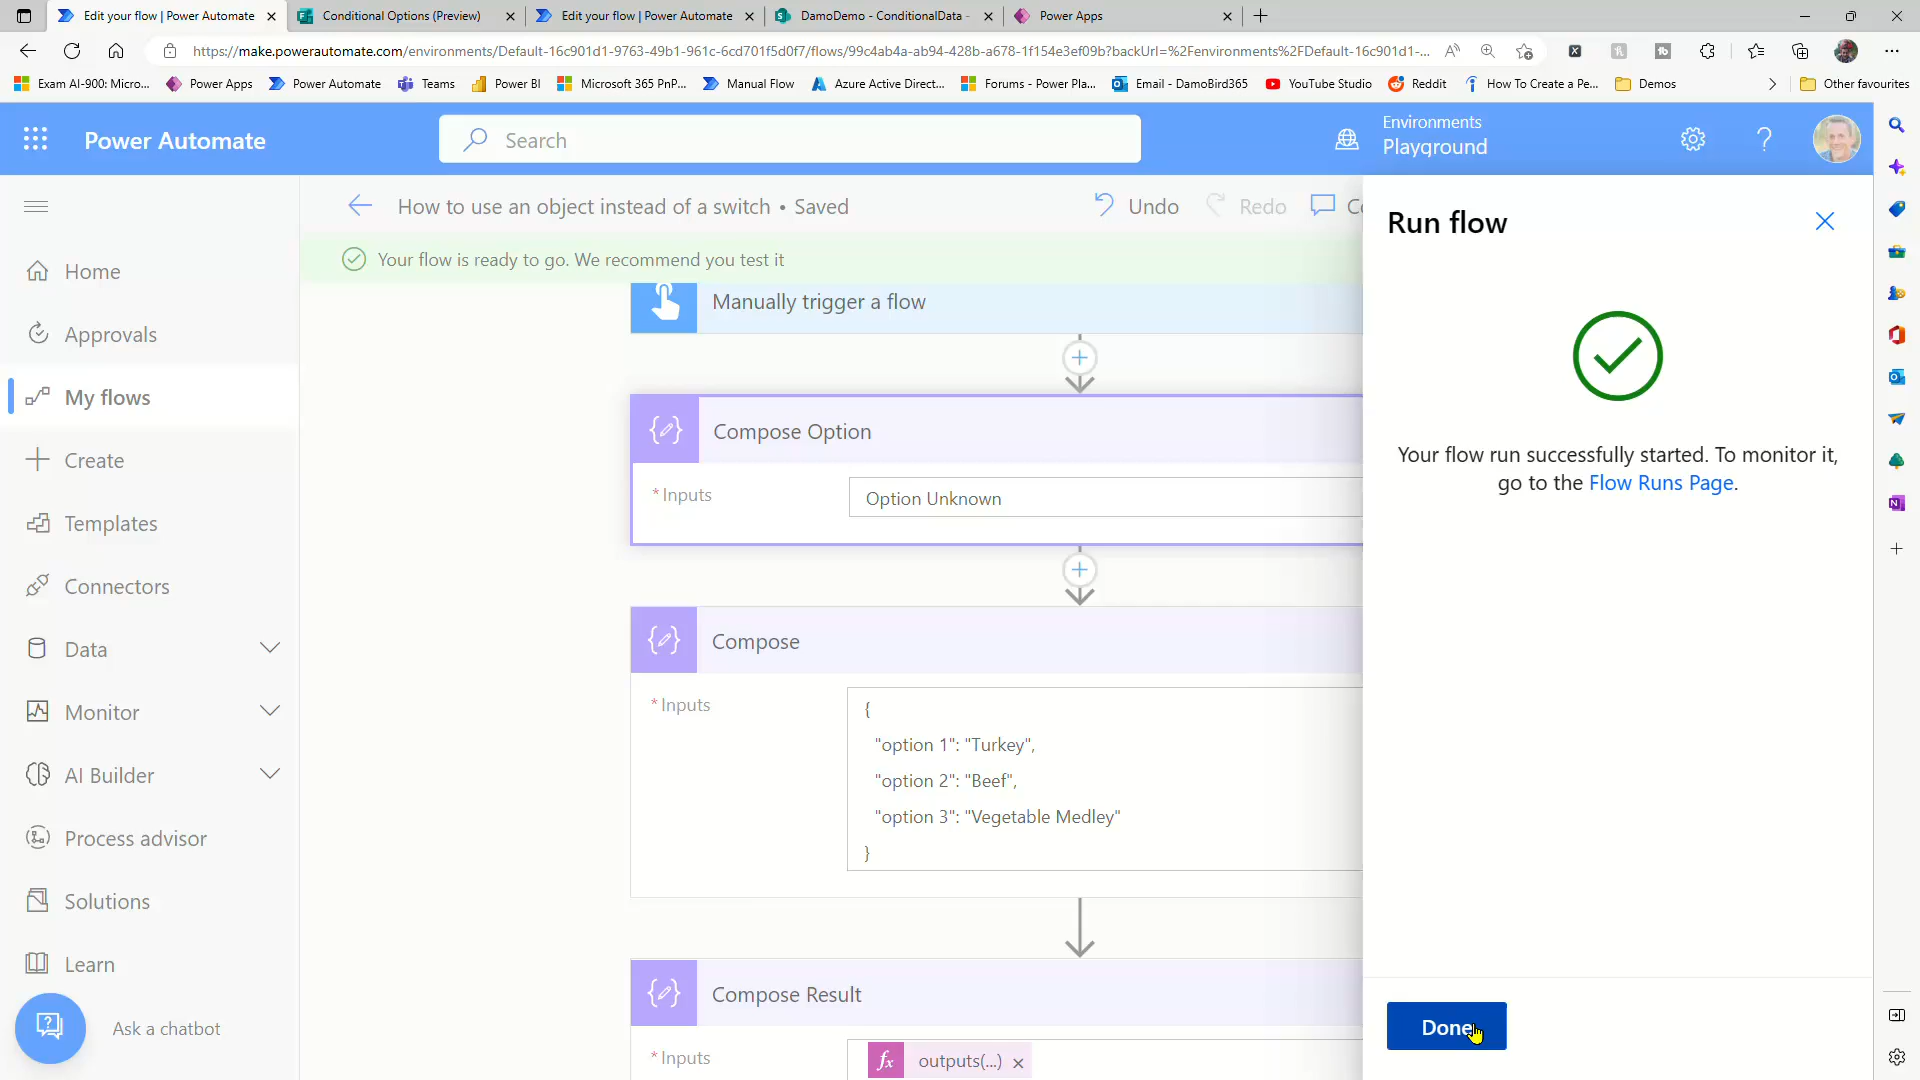 Edit your flow | Power Automate
Conditional Options (Preview)
Edit your flow | Power Automate
DamoDemo - ConditionalData -
Power Apps
https://make.powerautomate.com/environments/Default-16c901d1-9763-49b1-961c-6cd701f5d0f7/flows/99c4ab4a-ab94-428b-a678-1f154e3ef09b?backUrl=%2Fenvironments%2FDefault-16c901d1-...
Exam AI-900: Micro...
Power Apps
Power Automate
Teams
Power BI
Microsoft 365 PnP...
Manual Flow
Azure Active Direct...
Forums - Power Pla...
Email - DamoBird365
YouTube Studio
Reddit
How To Create a Pe...
Demos
Other favourites
Power Automate
Search
Environments
Playground
Home
Approvals
My flows
Create
Templates
Connectors
Data
Monitor
AI Builder
Process advisor
Solutions
Learn
Ask a chatbot
How to use an object instead of a switch • Saved
Undo
Redo
Your flow is ready to go. We recommend you test it
Manually trigger a flow
Compose Option
* Inputs
Option Unknown
Compose
* Inputs
{
"option 1": "Turkey",
"option 2": "Beef",
"option 3": "Vegetable Medley"
}
Compose Result
* Inputs
fx outputs(...) ×
Run flow
Your flow run successfully started. To monitor it,
go to the Flow Runs Page.
Done